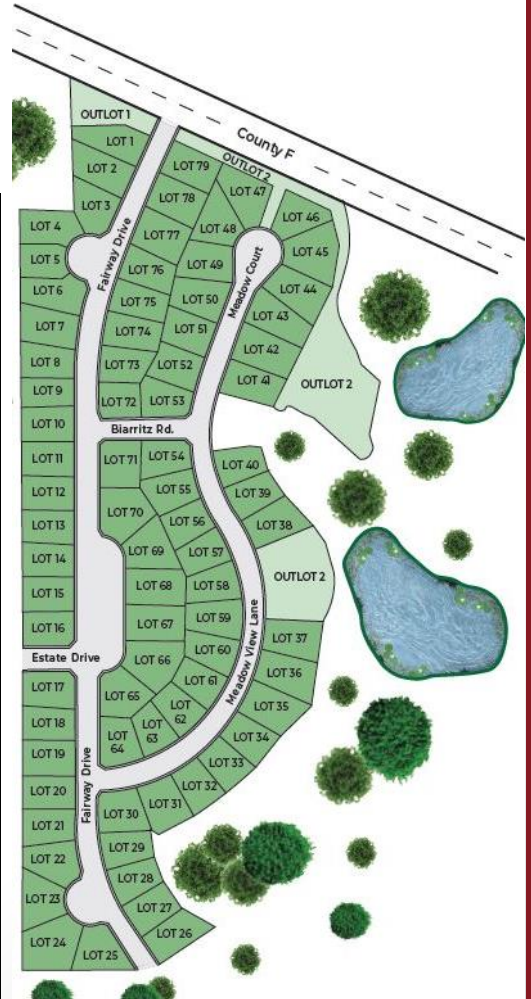 County F
OUTLOT 1
OUTLOT 2
LOT 1
LOT 2
LOT 3
LOT 4
LOT 5
LOT 6
LOT 7
LOT 8
LOT 9
LOT 10
LOT 11
LOT 12
LOT 13
LOT 14
LOT 15
LOT 16
Estate Drive
LOT 17
LOT 18
LOT 19
LOT 20
LOT 21
LOT 22
LOT 23
LOT 24
LOT 25
Fairway Drive
Fairway Drive
LOT 79
LOT 78
LOT 77
LOT 76
LOT 75
LOT 74
LOT 73
LOT 72
LOT 47
LOT 48
LOT 49
LOT 50
LOT 51
LOT 52
LOT 53
Meadow Court
LOT 46
LOT 45
LOT 44
LOT 43
LOT 42
LOT 41
OUTLOT 2
Biarritz Rd.
LOT 71
LOT 70
LOT 69
LOT 68
LOT 67
LOT 66
LOT 65
LOT
64
LOT
63
LOT
62
LOT 54
LOT 55
LOT 56
LOT 57
LOT 58
LOT 59
LOT 60
LOT 61
Meadow View Lane
LOT 40
LOT 39
LOT 38
OUTLOT 2
LOT 37
LOT 36
LOT 35
LOT 34
LOT 33
LOT 32
LOT 31
LOT 30
LOT 29
LOT 28
LOT 27
LOT 26